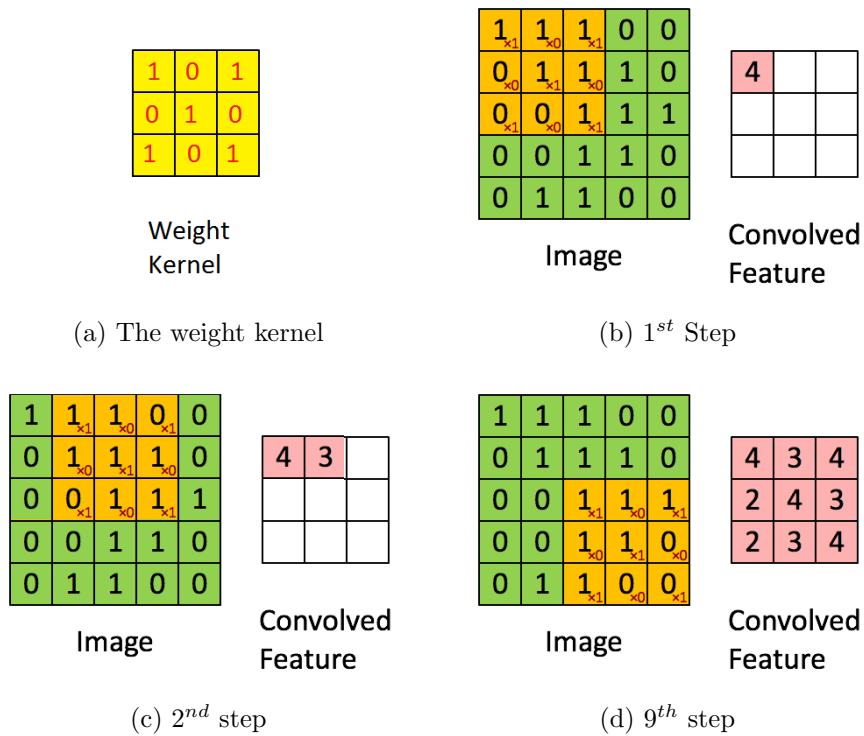 1 0 1
0 1 0
1 0 1
Weight
Kernel
(a) The weight kernel
1×1 1×0 1×1 0 0
0×0 1×1 1×0 1 0
0×1 0×0 1×1 1 1
0 0 1 1 0
0 1 1 0 0
Image
4
Convolved
Feature
(b) 1st Step
1 1×1 1×0 0×1 0
0 1×0 1×1 1×0 0
0 0×1 1×0 1×1 1
0 0 1 1 0
0 1 1 0 0
Image
4 3
Convolved
Feature
(c) 2nd step
1 1 1 0 0
0 1 1 1 0
0 0 1×1 1×0 1×1
0 0 1×0 1×1 0×0
0 1 1×1 0×0 0×1
Image
4 3 4
2 4 3
2 3 4
Convolved
Feature
(d) 9th step